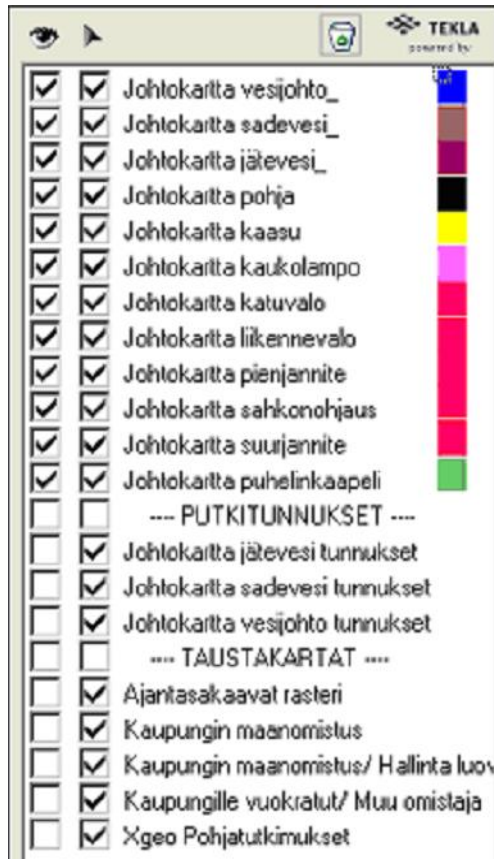 TEKLA
powered by
Johtokartta vesijohto_
Johtokartta sadevesi_
Johtokartta jätevesi_
Johtokartta pohja
Johtokartta kaasu
Johtokartta kaukolampo
Johtokartta katuvalo
Johtokartta liikennevalo
Johtokartta pienjannite
Johtokartta sahkonohjaus
Johtokartta suurjannite
Johtokartta puhelinkaapeli
---- PUTKITUNNUKSET ----
Johtokartta jätevesi tunnukset
Johtokartta sadevesi tunnukset
Johtokartta vesijohto tunnukset
---- TAUSTAKARTAT ----
Ajantasakaavat rasteri
Kaupungin maanomistus
Kaupungin maanomistus/ Hallinta luov
Kaupungille vuokratut/ Muu omistaja
Xgeo Pohjatutkimukset